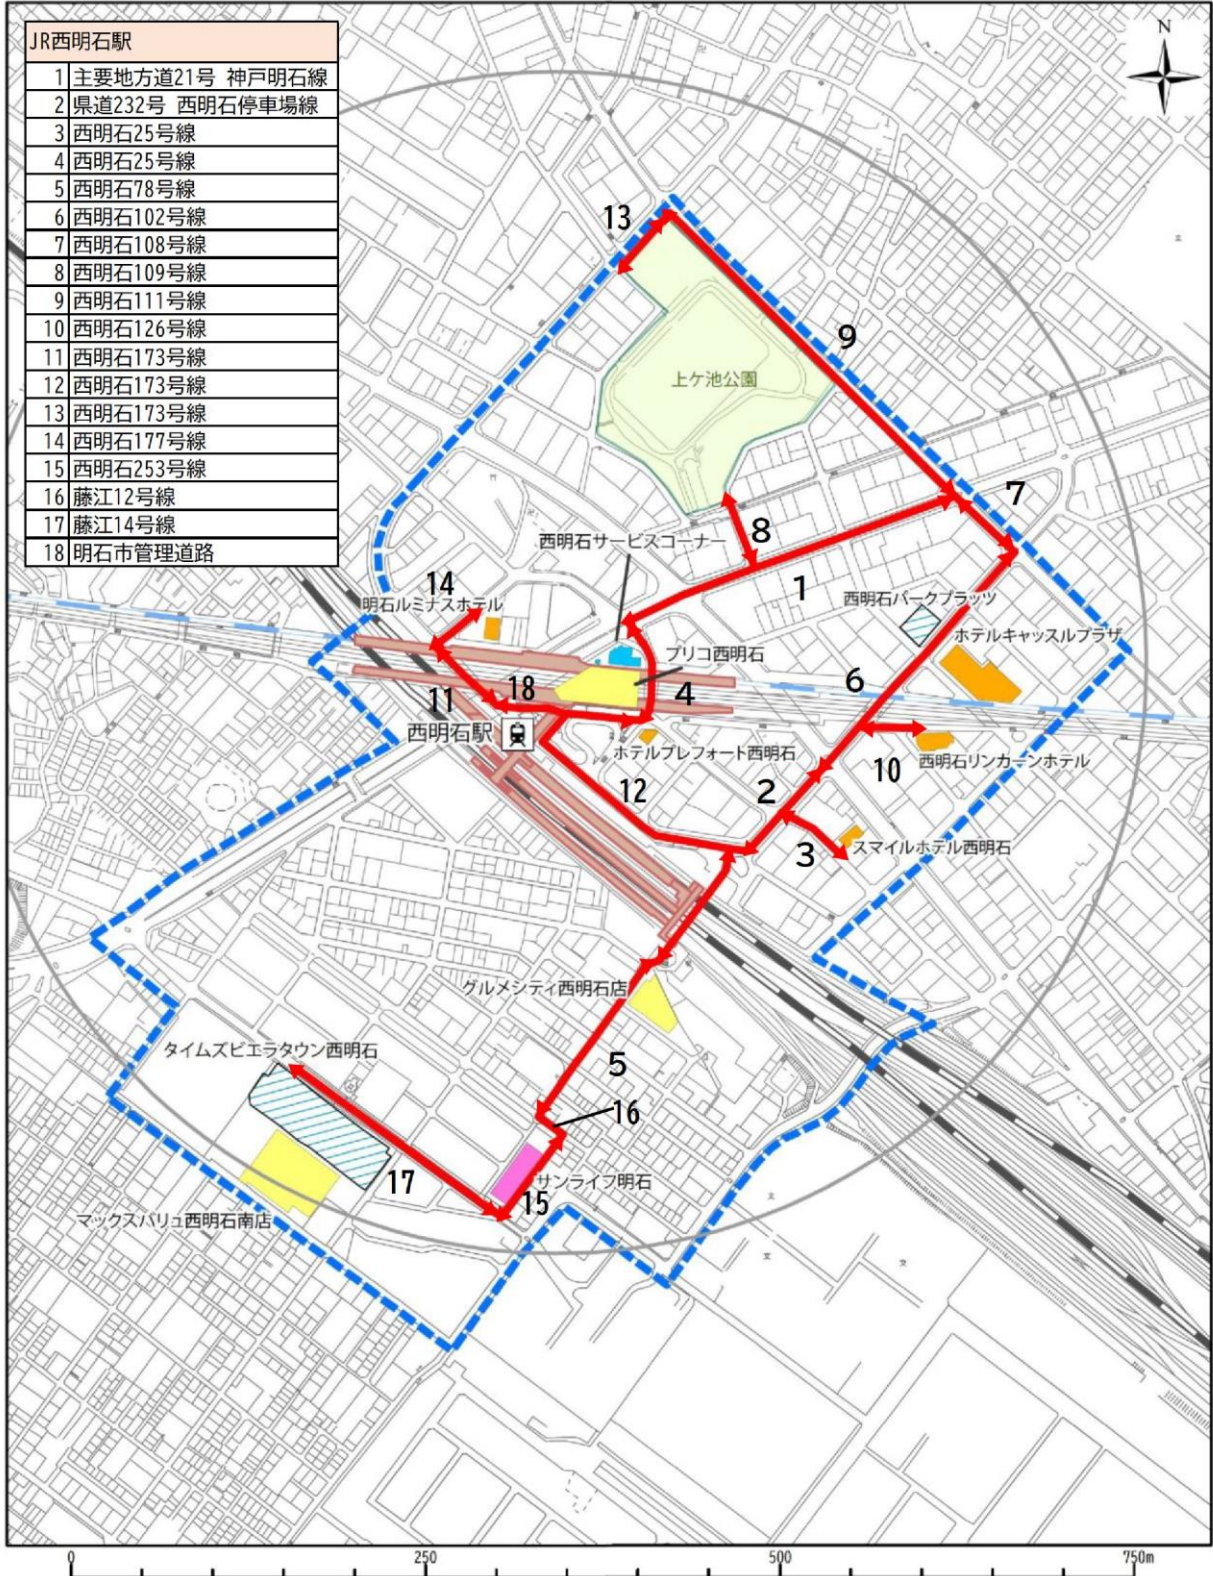 JR西明石駅
1 主要地方道21号 神戸明石線
2 県道232号 西明石停車場線
3 西明石25号線
4 西明石25号線
5 西明石78号線
6 西明石102号線
7 西明石108号線
8 西明石109号線
9 西明石111号線
10 西明石126号線
11 西明石173号線
12 西明石173号線
13 西明石173号線
14 西明石177号線
15 西明石253号線
16 藤江12号線
17 藤江14号線
18 明石市管理道路
N
13
9
上ケ池公園
7
8
西明石サービスコーナー
1
14
明石ルミナスホテル
西明石パークプラッツ
ホテルキャッスルプラザ
プリコ西明石
6
4
18
11
西明石駅
ホテルプレフォート西明石
西明石リンカーンホテル
10
12
2
3
スマイルホテル西明石
グルメシティ西明石店
タイムズビエラタウン西明石
5
16
17
サンライフ明石
15
マックスバリュ西明石南店
0
250
500
750m